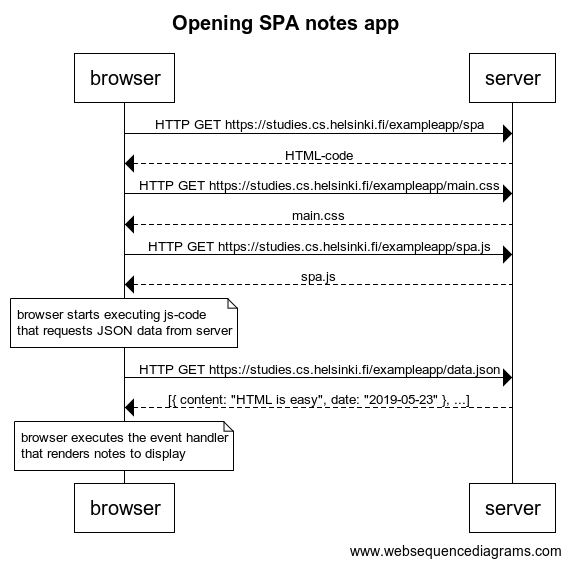 Opening SPA notes app
browser
server
HTTP GET https://studies.cs.helsinki.fi/exampleapp/spa
HTML-code
HTTP GET https://studies.cs.helsinki.fi/exampleapp/main.css
main.css
HTTP GET https://studies.cs.helsinki.fi/exampleapp/spa.js
spa.js
browser starts executing js-code
that requests JSON data from server
HTTP GET https://studies.cs.helsinki.fi/exampleapp/data.json
[{ content: "HTML is easy", date: "2019-05-23" }, ...]
browser executes the event handler
that renders notes to display
browser
server
www.websequencediagrams.com